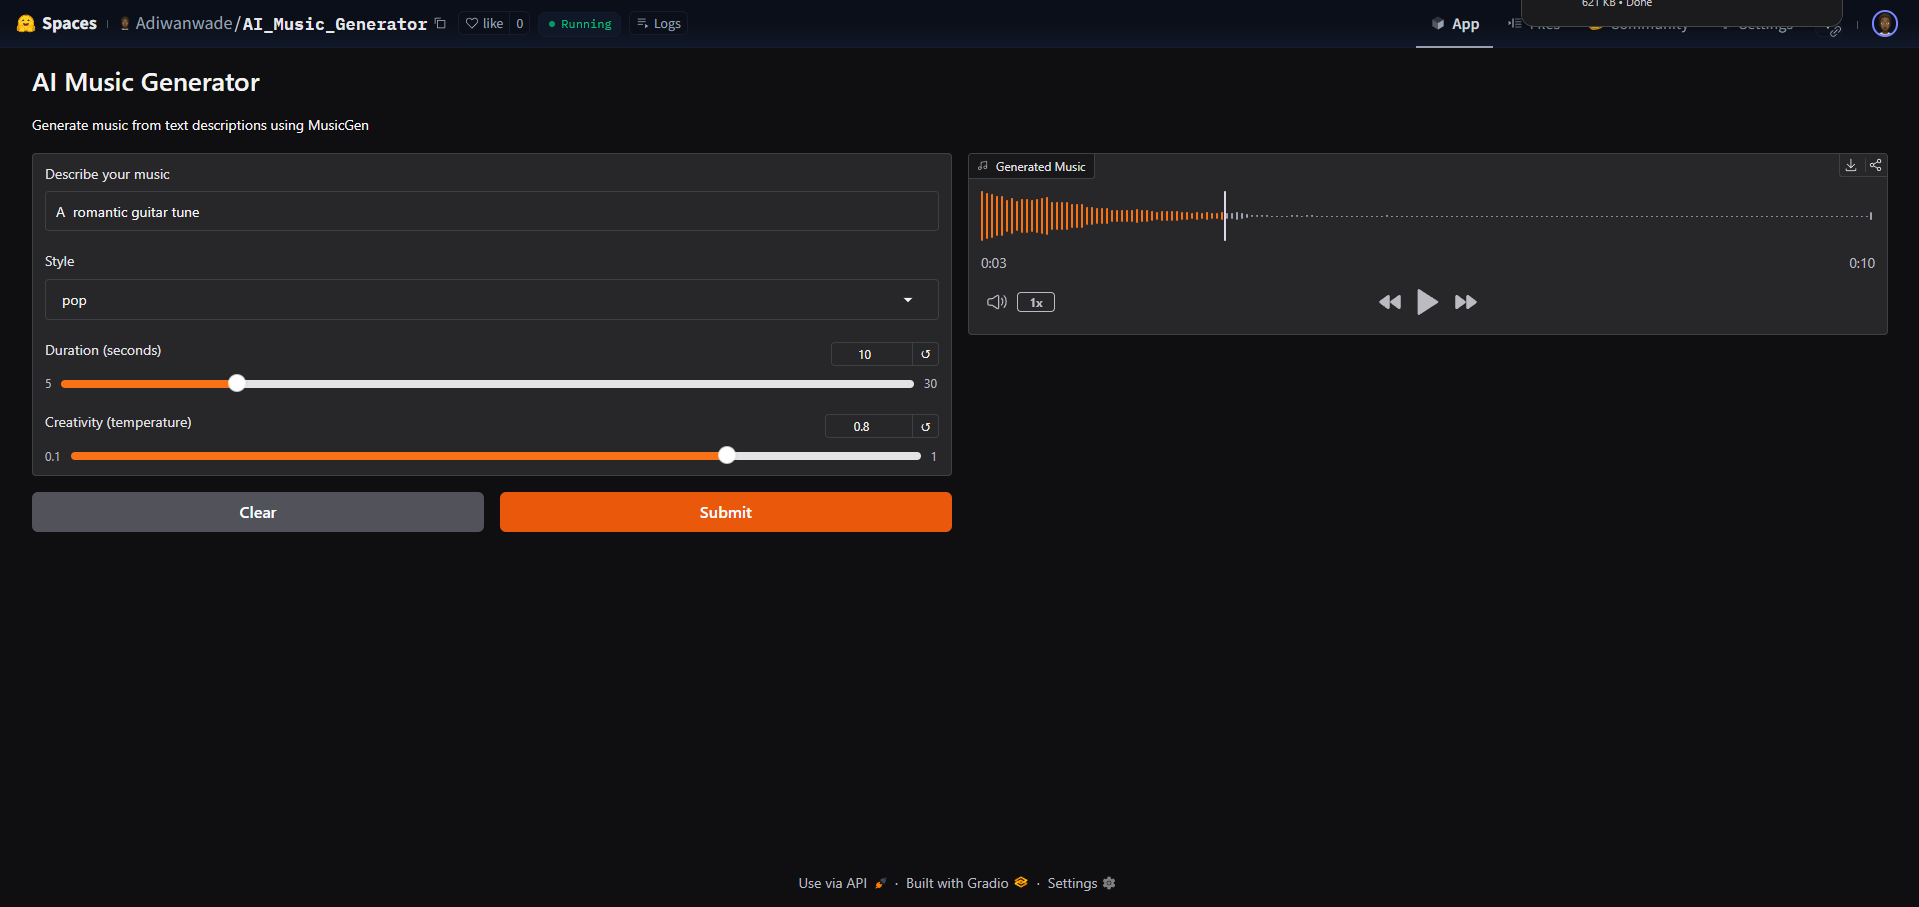 Spaces Adiwanwade/AI_Music_Generator like 0 Running Logs App
621 KB • Done
AI Music Generator
Generate music from text descriptions using MusicGen
Describe your music
A  romantic guitar tune
Style
pop
Duration (seconds)
10
5
30
Creativity (temperature)
0.8
0.1
1
Clear
Submit
Generated Music
0:03
0:10
1x
Use via API · Built with Gradio · Settings